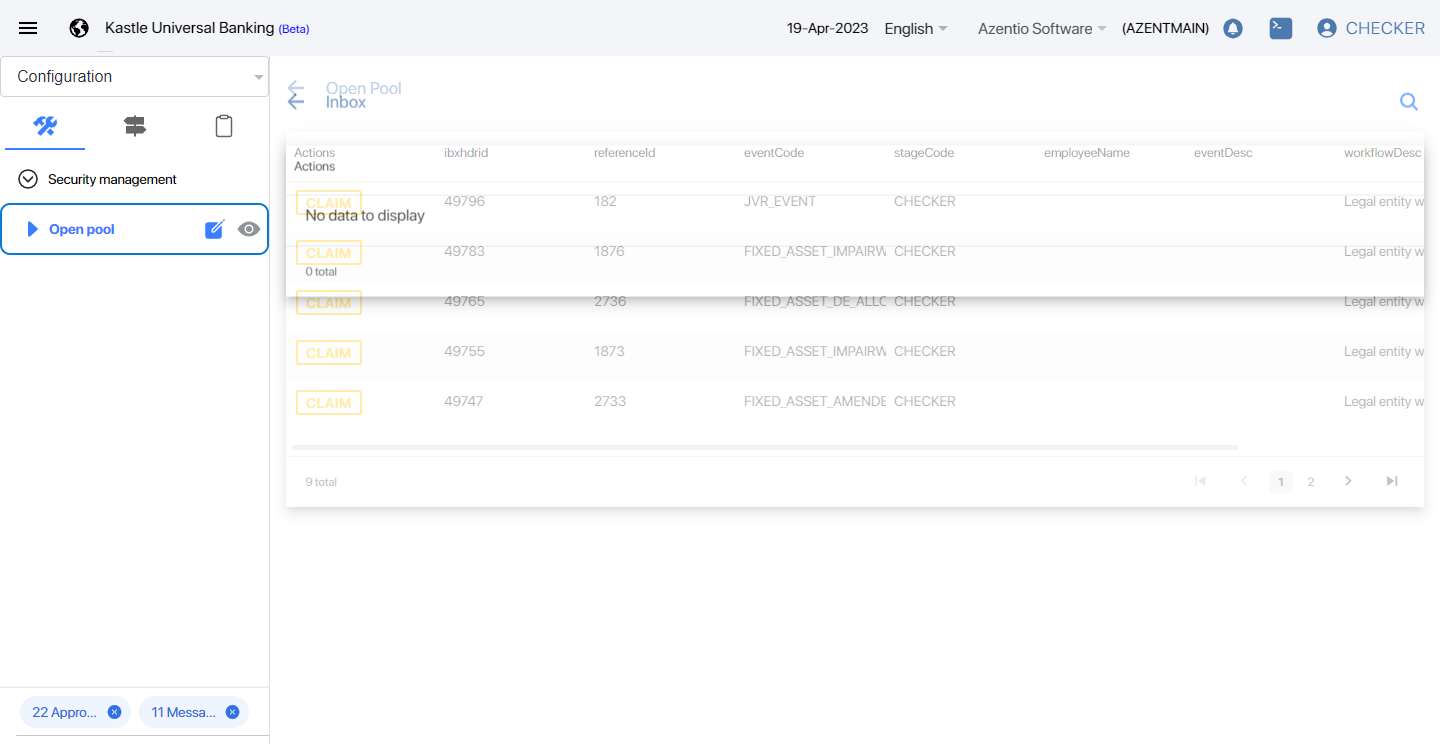 Kastle Universal Banking (Beta)
19-Apr-2023 English Azentio Software (AZENTMAIN) CHECKER
Configuration
Security management
Open pool
22 Appro... 11 Messa...
Open Pool
Inbox
Actions ibxhdrid referenceId eventCode stageCode employeeName eventDesc workflowDesc
Actions
CLAIM 49796 182 JVR_EVENT CHECKER Legal entity w
No data to display
CLAIM 49783 1876 FIXED_ASSET_IMPAIRW CHECKER Legal entity w
0 total
CLAIM 49765 2736 FIXED_ASSET_DE_ALLC CHECKER Legal entity w
CLAIM 49755 1873 FIXED_ASSET_IMPAIRW CHECKER Legal entity w
CLAIM 49747 2733 FIXED_ASSET_AMENDE CHECKER Legal entity w
9 total 1 2